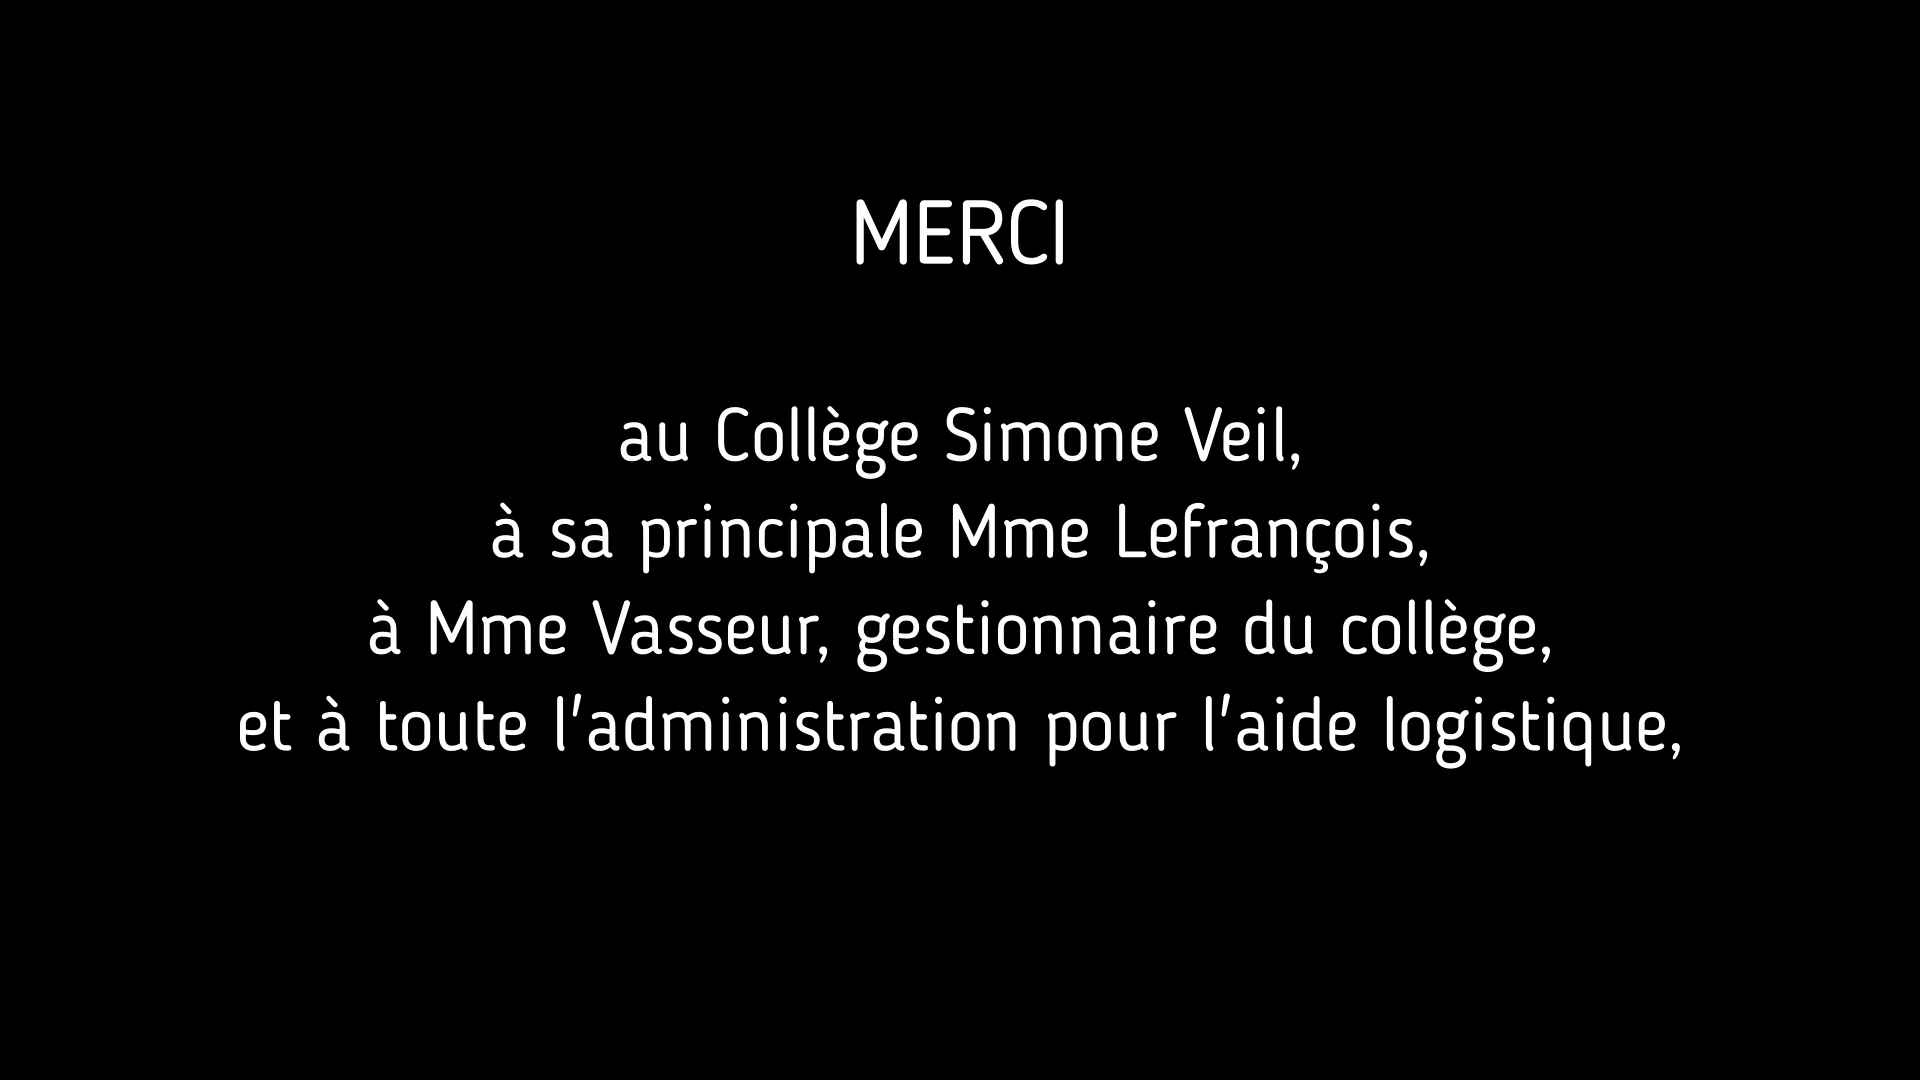 MERCI
au Collège Simone Veil,
à sa principale Mme Lefrançois,
à Mme Vasseur, gestionnaire du collège,
et à toute l'administration pour l'aide logistique,